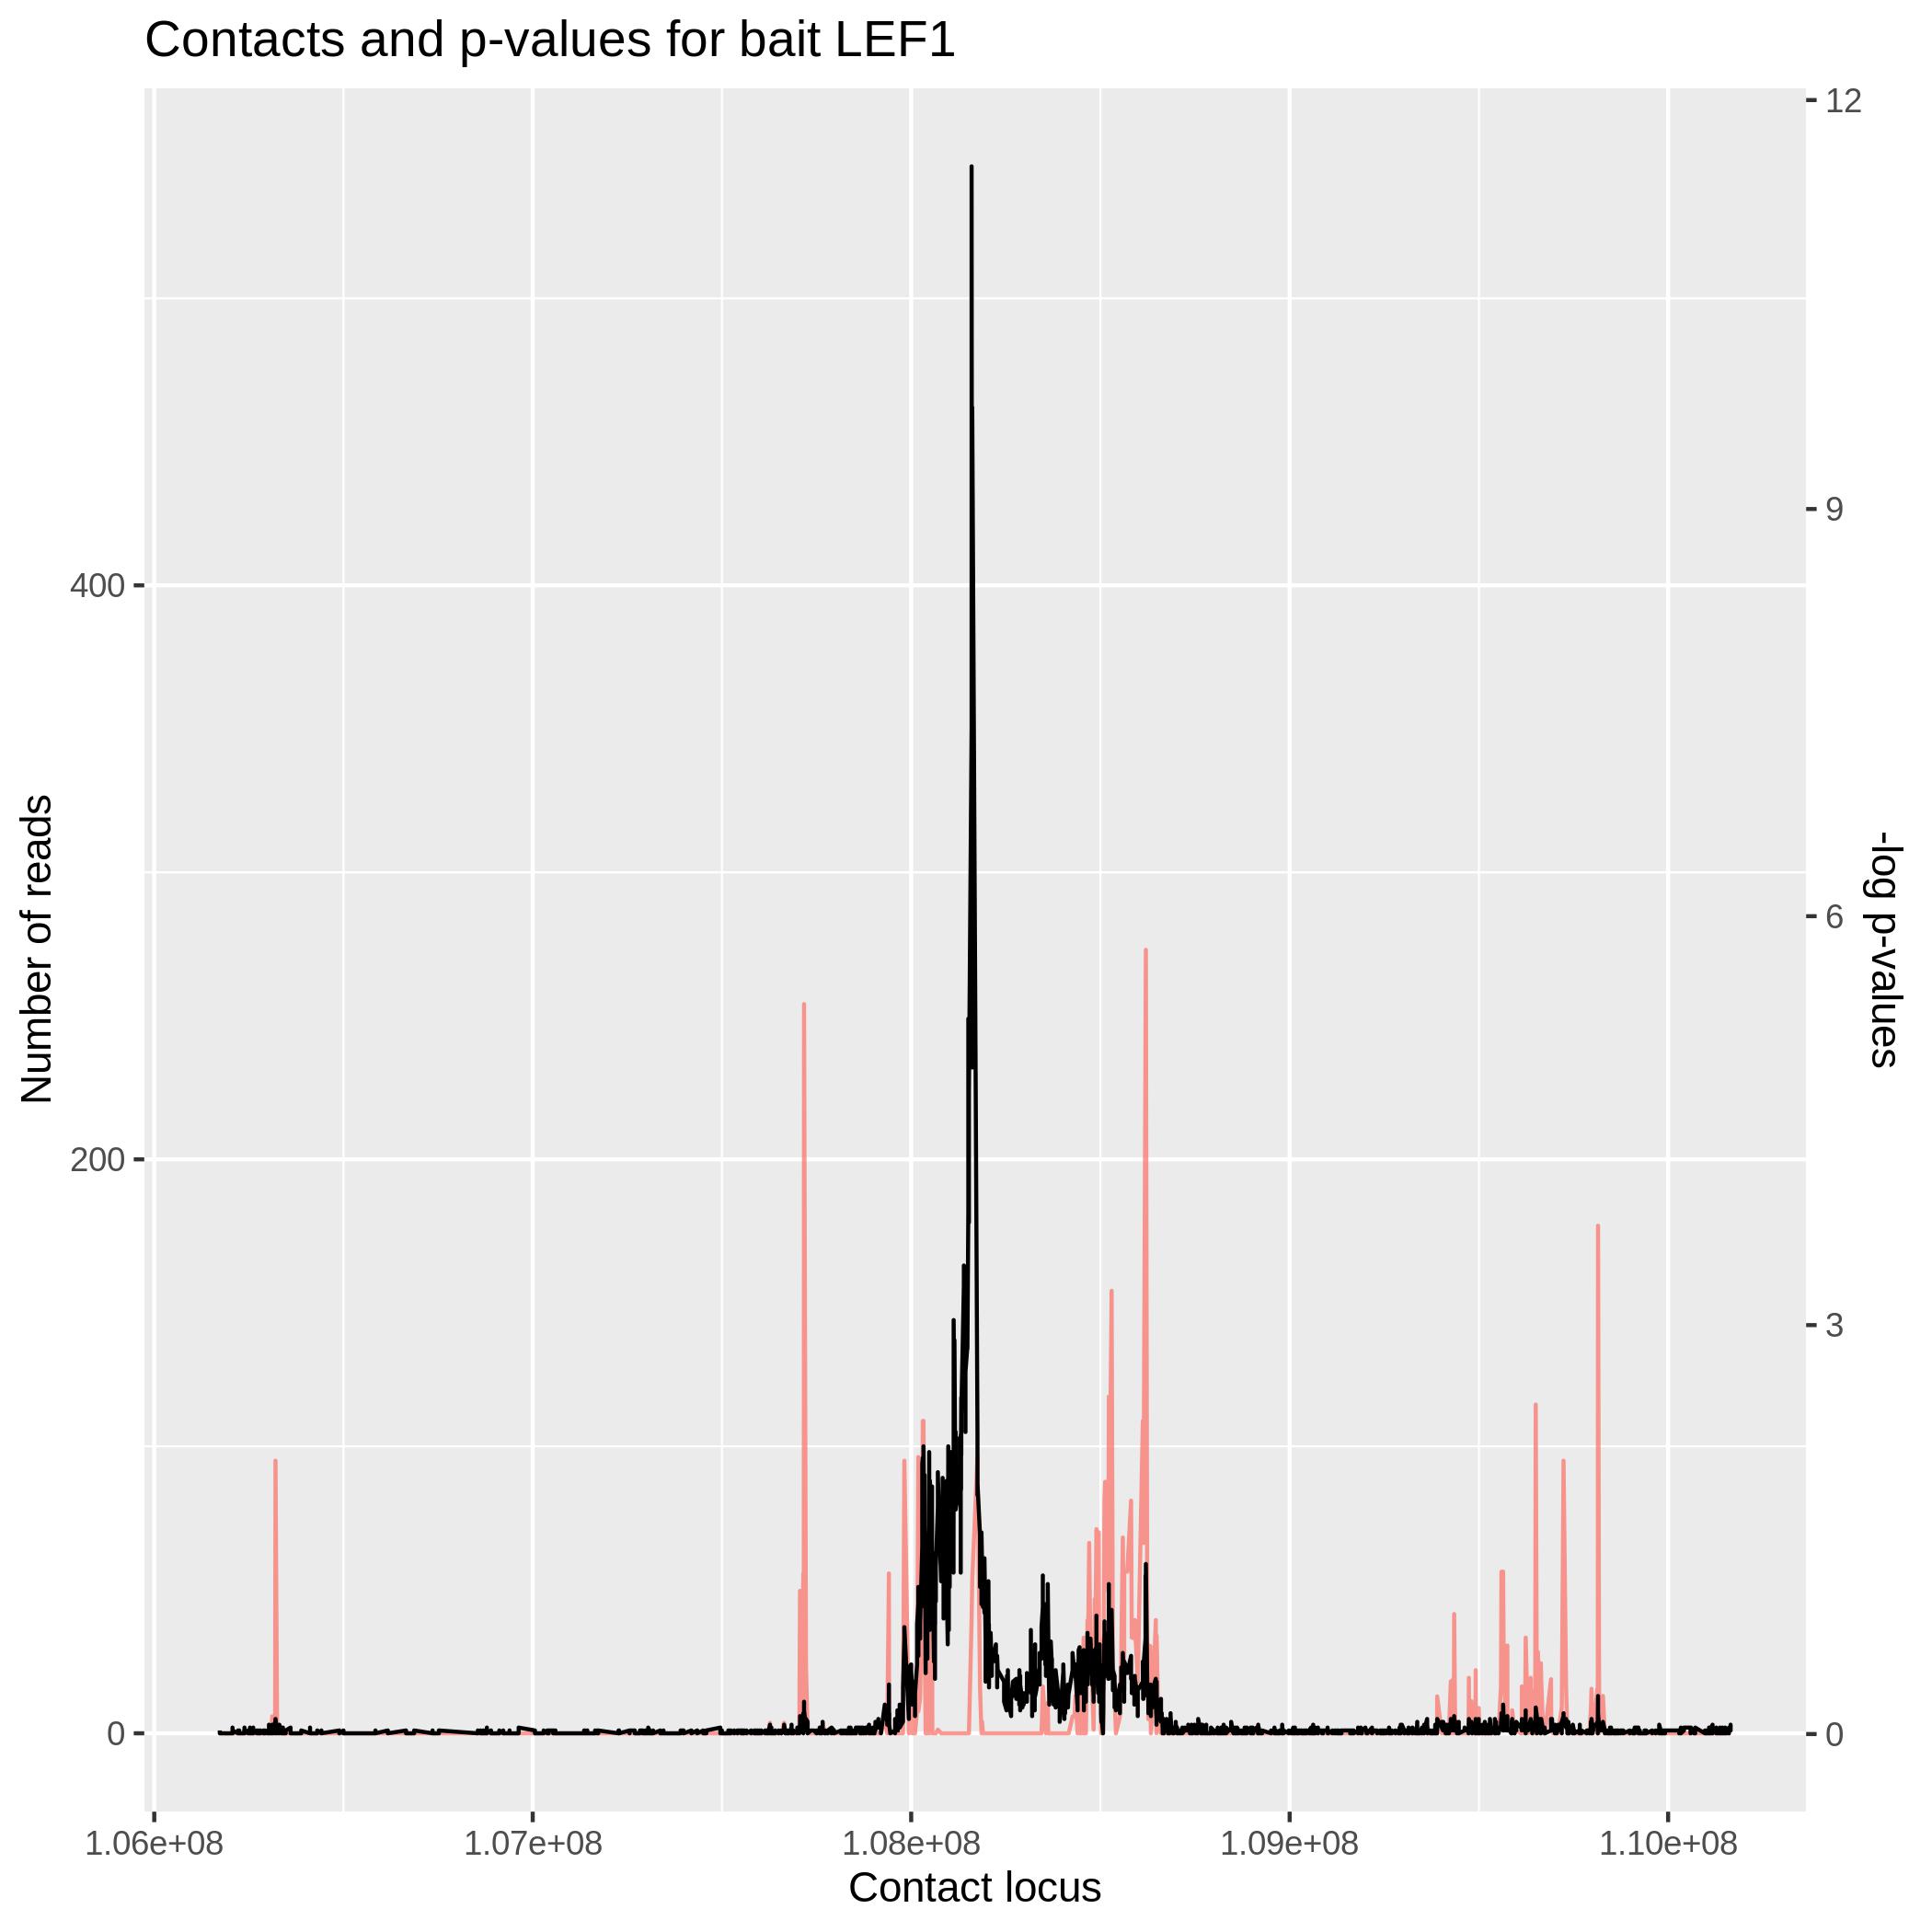 Contacts and p-values for bait LEF1
Number of reads
400
200
0
12
9
6
3
0
-log p-values
1.06e+08
1.07e+08
1.08e+08
1.09e+08
1.10e+08
Contact locus